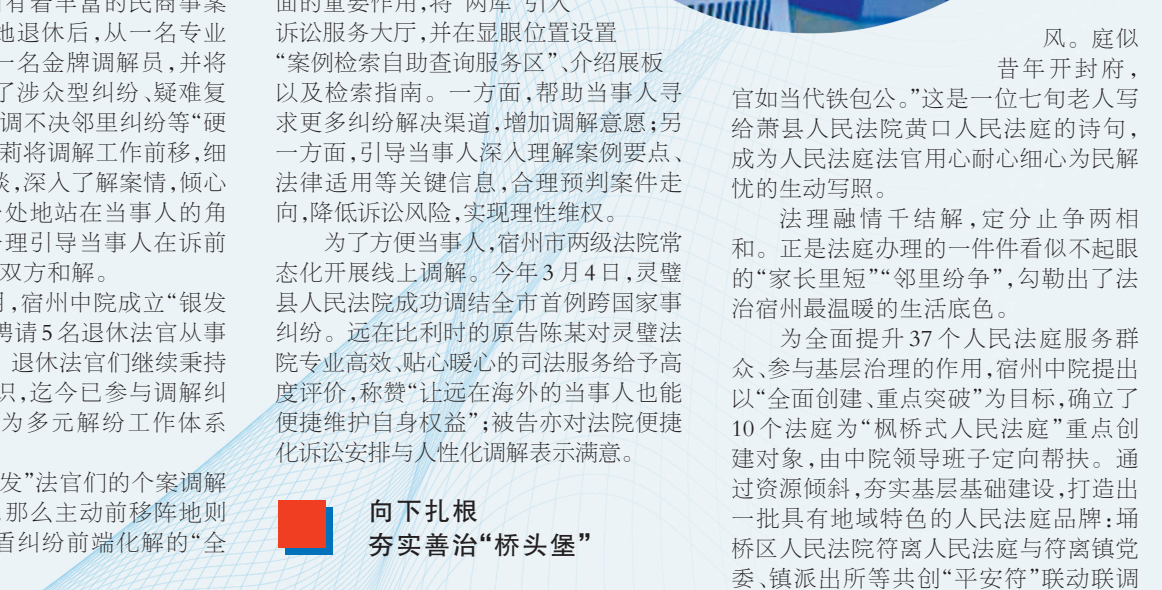 有着丰富的民商事案
地退休后,从一名专业
一名金牌调解员,并将
了涉众型纠纷、疑难复
调不决邻里纠纷等“硬
莉将调解工作前移,细
谈,深入了解案情,倾心
处地站在当事人的角
理引导当事人在诉前
双方和解。
,宿州中院成立“银发
聘请5名退休法官从事
。退休法官们继续秉持
识,迄今已参与调解纠
为多元解纷工作体系
发”法官们的个案调解
那么主动前移阵地则
盾纠纷前端化解的“全
面的重要作用,将“两库”引入
诉讼服务大厅,并在显眼位置设置
“案例检索自助查询服务区”、介绍展板
以及检索指南。一方面,帮助当事人寻
求更多纠纷解决渠道,增加调解意愿;另
一方面,引导当事人深入理解案例要点、
法律适用等关键信息,合理预判案件走
向,降低诉讼风险,实现理性维权。
为了方便当事人,宿州市两级法院常
态化开展线上调解。今年3月4日,灵璧
县人民法院成功调结全市首例跨国家事
纠纷。远在比利时的原告陈某对灵璧法
院专业高效、贴心暖心的司法服务给予高
度评价,称赞“让远在海外的当事人也能
便捷维护自身权益”;被告亦对法院便捷
化诉讼安排与人性化调解表示满意。
向下扎根
夯实善治“桥头堡”
风。庭似
昔年开封府,
官如当代铁包公。”这是一位七旬老人写
给萧县人民法院黄口人民法庭的诗句,
成为人民法庭法官用心耐心细心为民解
忧的生动写照。
法理融情千结解,定分止争两相
和。正是法庭办理的一件件看似不起眼
的“家长里短”“邻里纷争”,勾勒出了法
治宿州最温暖的生活底色。
为全面提升37个人民法庭服务群
众、参与基层治理的作用,宿州中院提出
以“全面创建、重点突破”为目标,确立了
10个法庭为“枫桥式人民法庭”重点创
建对象,由中院领导班子定向帮扶。通
过资源倾斜,夯实基层基础建设,打造出
一批具有地域特色的人民法庭品牌:埇
桥区人民法院符离人民法庭与符离镇党
委、镇派出所等共创“平安符”联动联调